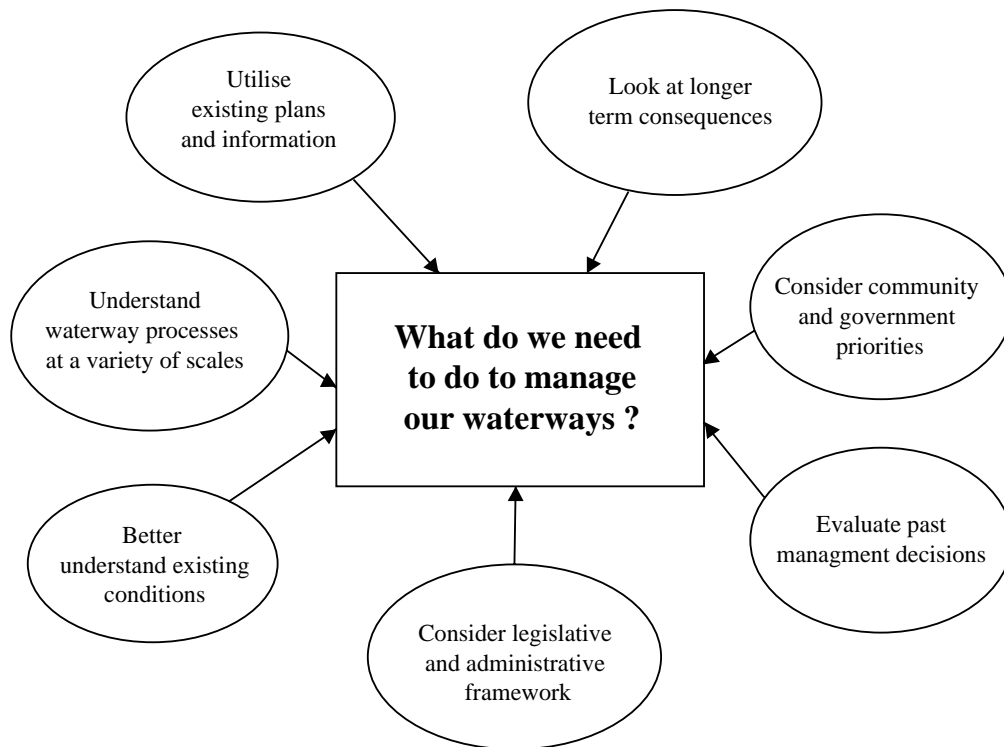 Utilise
existing plans
and information
Look at longer
term consequences
Understand
waterway processes
at a variety of scales
What do we need
to do to manage
our waterways ?
Consider community
and government
priorities
Better
understand existing
conditions
Consider legislative
and administrative
framework
Evaluate past
managment decisions